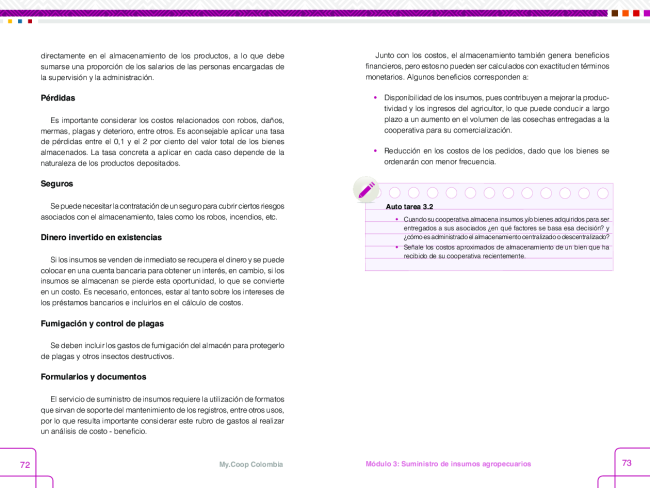 directamente en el almacenamiento de los productos, a lo que debe
sumarse una proporción de los salarios de las personas encargadas de
la supervisión y la administración.
Pérdidas
Es importante considerar los costos relacionados con robos, daños,
mermas, plagas y deterioro, entre otros. Es aconsejable aplicar una tasa
de pérdidas entre el 0,1 y el 2 por ciento del valor total de los bienes
almacenados. La tasa concreta a aplicar en cada caso depende de la
naturaleza de los productos depositados.
Seguros
Se puede necesitar la contratación de un seguro para cubrir ciertos riesgos
asociados con el almacenamiento, tales como los robos, incendios, etc.
Dinero invertido en existencias
Si los insumos se venden de inmediato se recupera el dinero y se puede
colocar en una cuenta bancaria para obtener un interés, en cambio, si los
insumos se almacenan se pierde esta oportunidad, lo que se convierte
en un costo. Es necesario, entonces, estar al tanto sobre los intereses de
los préstamos bancarios e incluirlos en el cálculo de costos.
Fumigación y control de plagas
Se deben incluir los gastos de fumigación del almacén para protegerlo
de plagas y otros insectos destructivos.
Formularios y documentos
El servicio de suministro de insumos requiere la utilización de formatos
que sirvan de soporte del mantenimiento de los registros, entre otros usos,
por lo que resulta importante considerar este rubro de gastos al realizar
un análisis de costo - beneficio.
72
My.Coop Colombia
Junto con los costos, el almacenamiento también genera beneficios
financieros, pero estos no pueden ser calculados con exactitud en términos
monetarios. Algunos beneficios corresponden a:
• Disponibilidad de los insumos, pues contribuyen a mejorar la produc-
tividad y los ingresos del agricultor, lo que puede conducir a largo
plazo a un aumento en el volumen de las cosechas entregadas a la
cooperativa para su comercialización.
• Reducción en los costos de los pedidos, dado que los bienes se
ordenarán con menor frecuencia.
Auto tarea 3.2
• Cuando su cooperativa almacena insumos y/o bienes adquiridos para ser
entregados a sus asociados ¿en qué factores se basa esa decisión? y
¿cómo es administrado el almacenamiento centralizado o descentralizado?
• Señale los costos aproximados de almacenamiento de un bien que ha
recibido de su cooperativa recientemente.
Módulo 3: Suministro de insumos agropecuarios
73